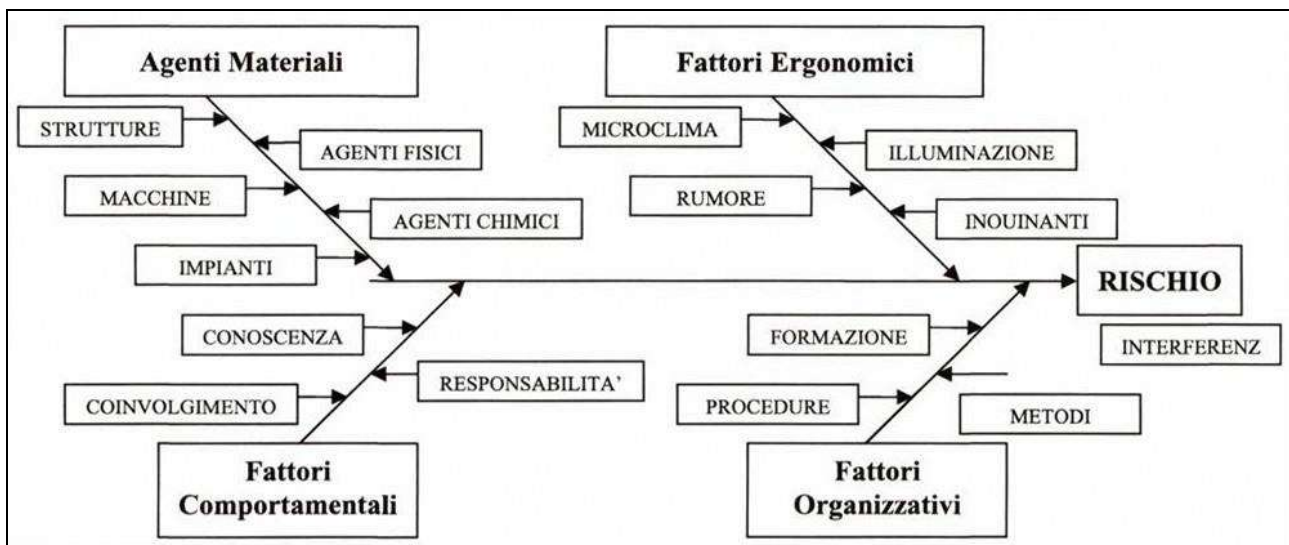 Agenti Materiali
Fattori Ergonomici
STRUTTURE
MICROCLIMA
AGENTI FISICI
ILLUMINAZIONE
MACCHINE
RUMORE
AGENTI CHIMICI
INOUINANTI
IMPIANTI
RISCHIO
CONOSCENZA
FORMAZIONE
INTERFERENZ
RESPONSABILITA’
COINVOLGIMENTO
PROCEDURE
METODI
Fattori
Comportamentali
Fattori
Organizzativi